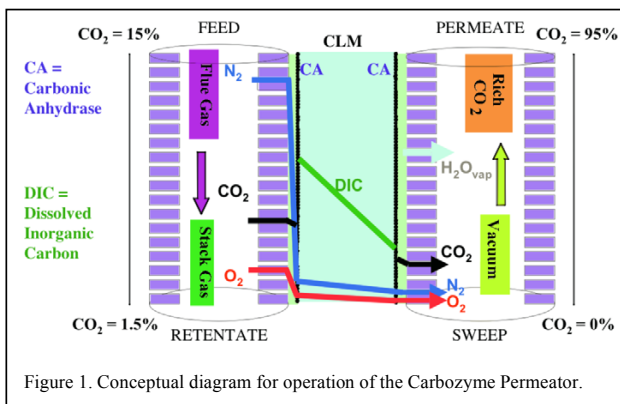 FEED
CLM
PERMEATE
CO2 = 15%
CO2 = 95%
CA =
Carbonic
Anhydrase
Flue Gas
N2
CA
CA
Rich
CO2
DIC
H2Ovap
CO2
DIC =
Dissolved
Inorganic
Carbon
Stack Gas
O2
CO2
Vacuum
N2
O2
CO2 = 1.5%
CO2 = 0%
RETENTATE
SWEEP
Figure 1. Conceptual diagram for operation of the Carbozyme Permeator.